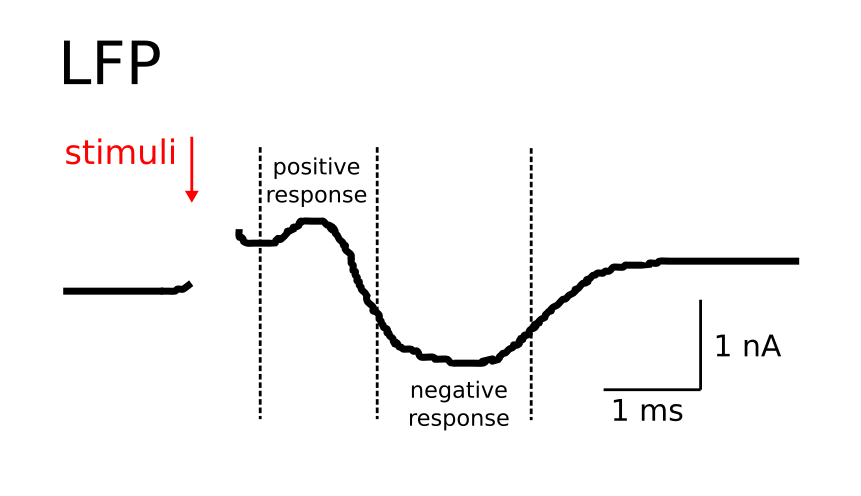 LFP
stimuli
positive
response
negative
response
1 nA
1 ms